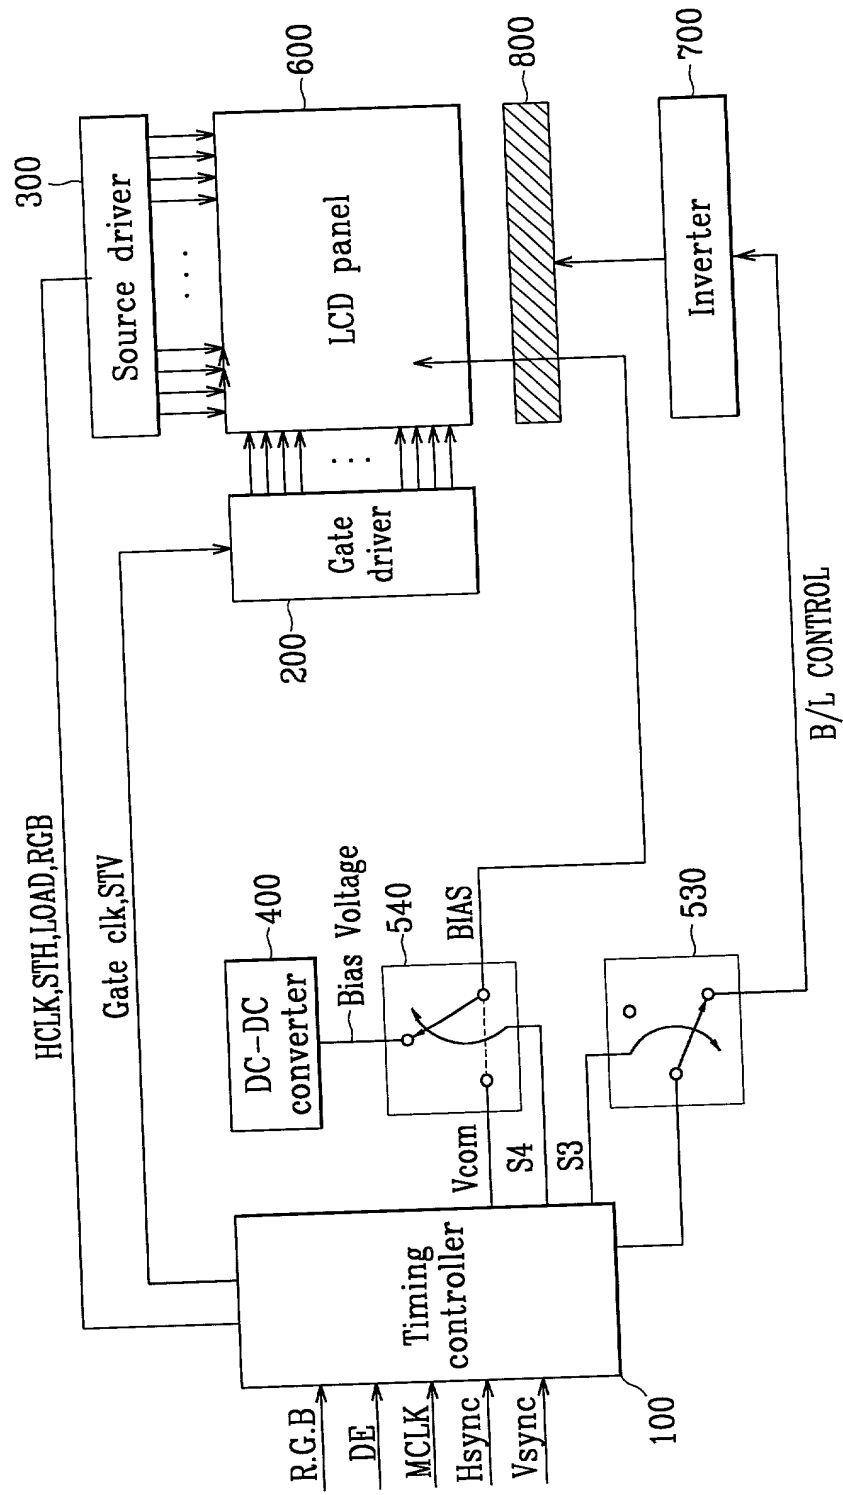 R.G.B
DE
MCLK
Hsync
Vsync
Timing
controller
100
HCLK,STH,LOAD,RGB
Gate clk,STV
Vcom
S4
S3
DC-DC
converter
400
Bias Voltage
540
BIAS
530
B/L CONTROL
Gate
driver
200
Source driver
300
LCD panel
600
800
Inverter
700